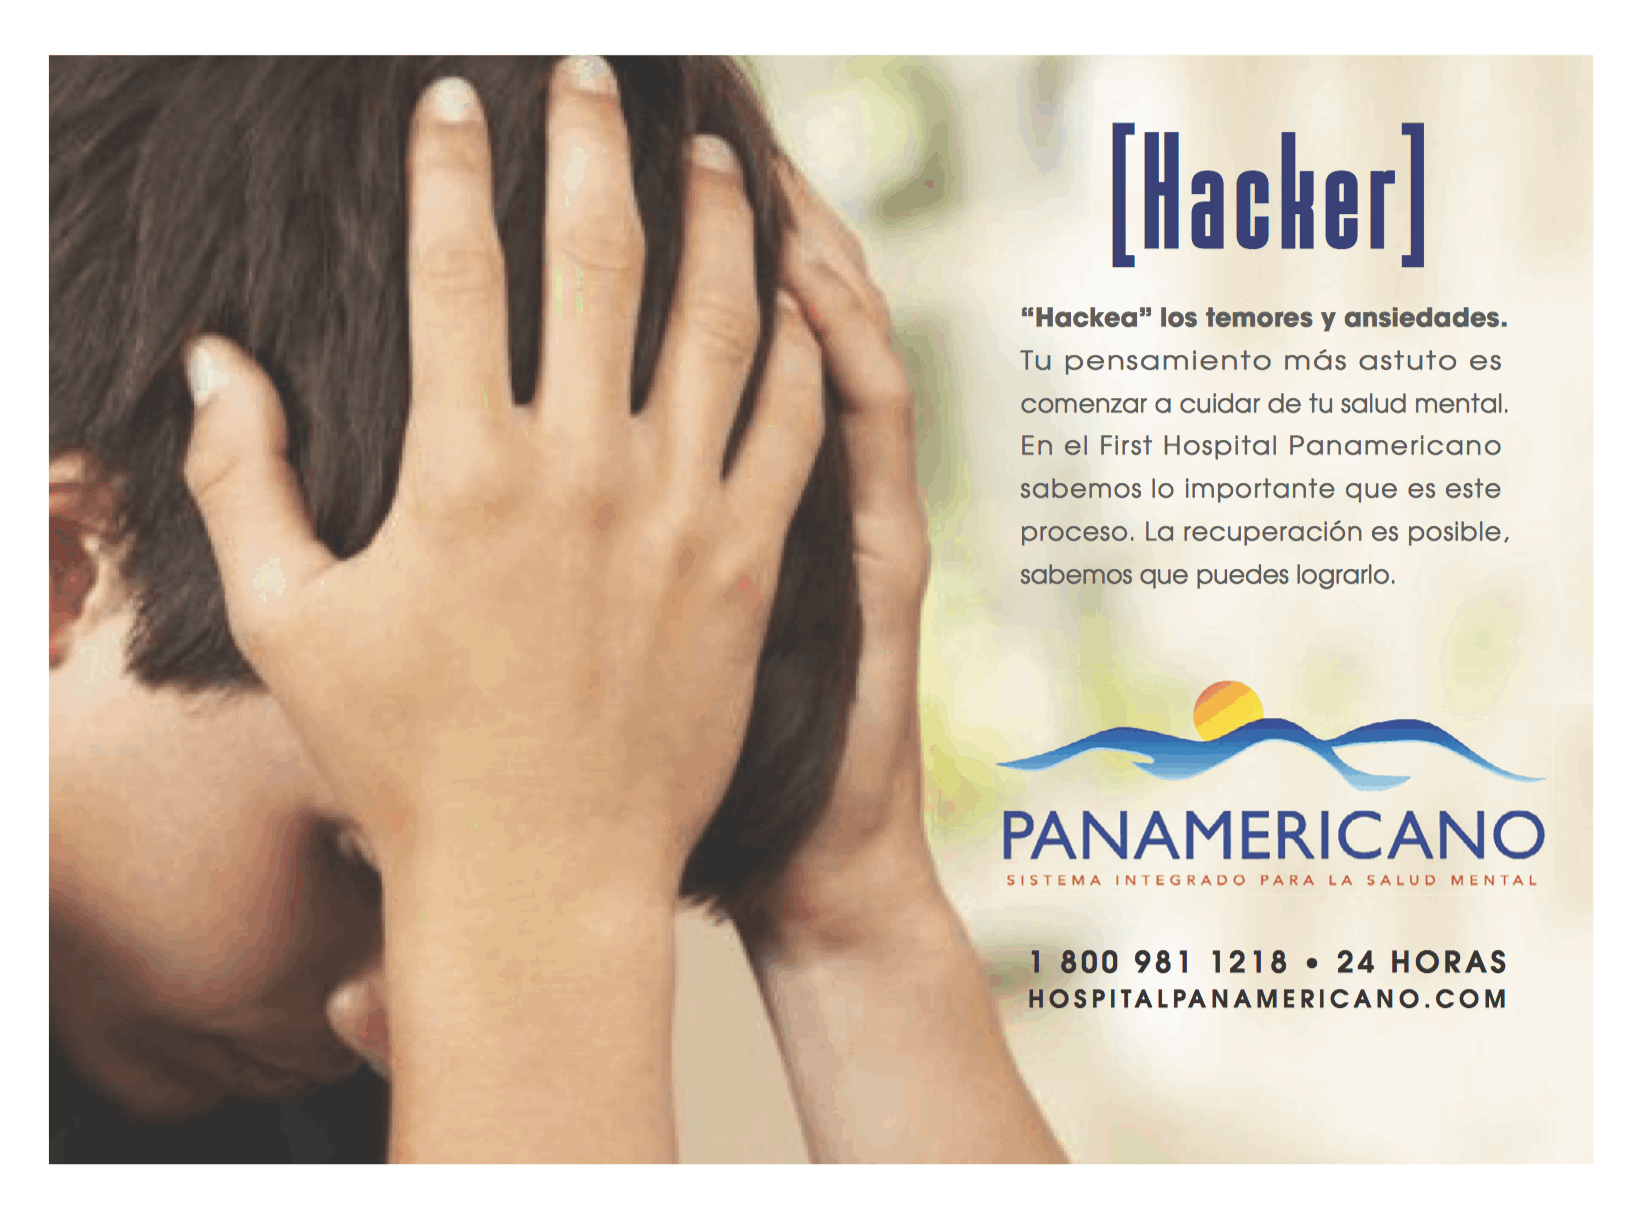 [Hacker]
“Hackea” los temores y ansiedades.
Tu pensamiento más astuto es
comenzar a cuidar de tu salud mental.
En el First Hospital Panamericano
sabemos lo importante que es este
proceso. La recuperación es posible,
sabemos que puedes lograrlo.
PANAMERICANO
SISTEMA INTEGRADO PARA LA SALUD MENTAL
1 800 981 1218 • 24 HORAS
HOSPITALPANAMERICANO.COM